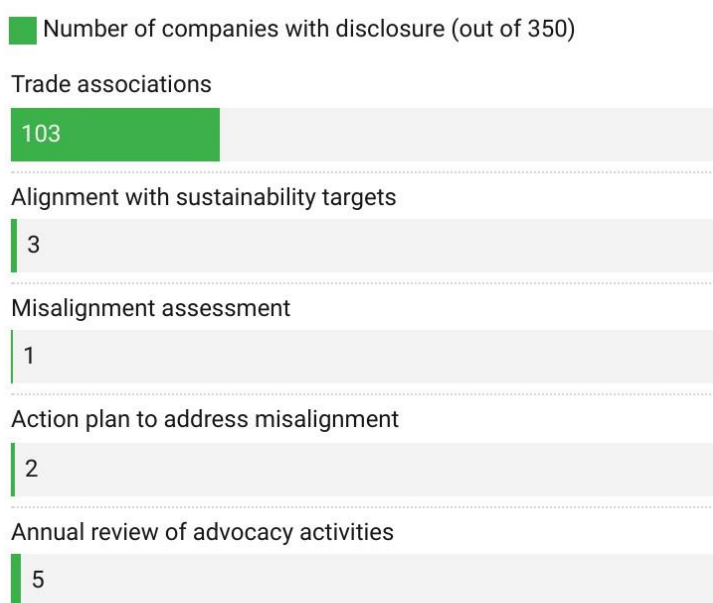 Number of companies with disclosure (out of 350)
Trade associations
103
Alignment with sustainability targets
3
Misalignment assessment
1
Action plan to address misalignment
2
Annual review of advocacy activities
5